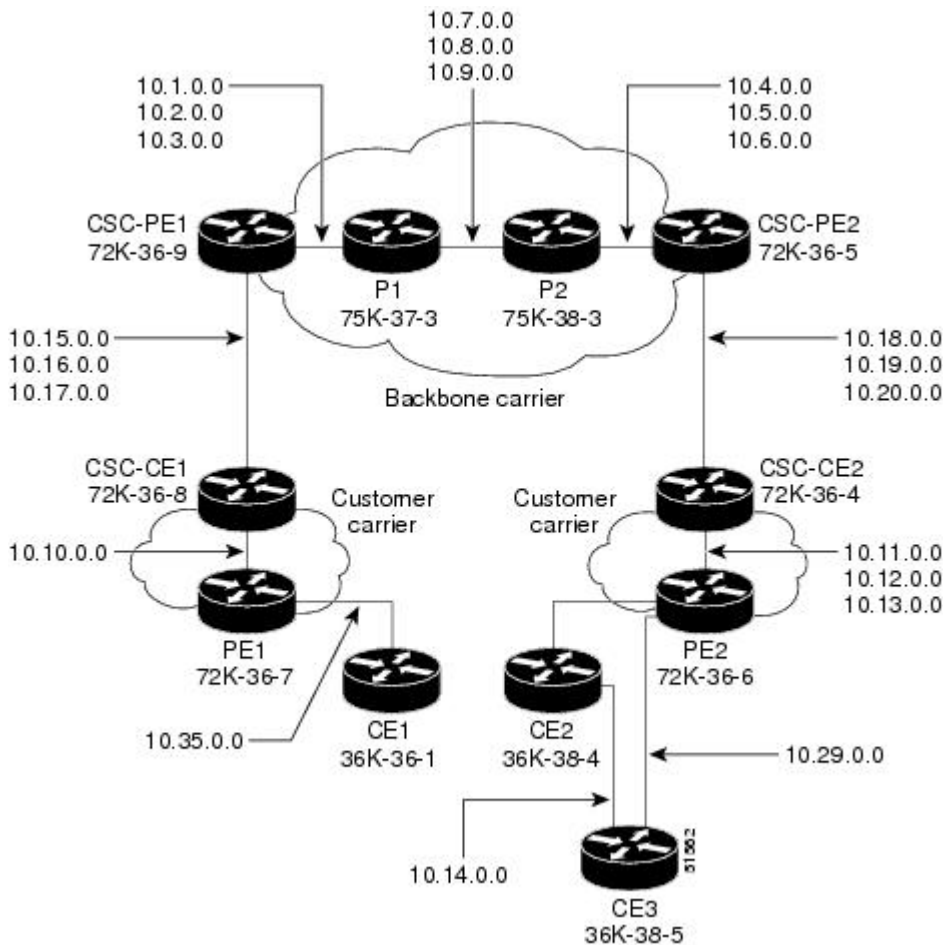 10.7.0.0
10.8.0.0
10.9.0.0
10.1.0.0
10.2.0.0
10.3.0.0
10.4.0.0
10.5.0.0
10.6.0.0
CSC-PE1
72K-36-9
P1
75K-37-3
P2
75K-38-3
CSC-PE2
72K-36-5
10.15.0.0
10.16.0.0
10.17.0.0
Backbone carrier
10.18.0.0
10.19.0.0
10.20.0.0
CSC-CE1
72K-36-8
Customer
carrier
Customer
carrier
CSC-CE2
72K-36-4
10.10.0.0
10.11.0.0
10.12.0.0
10.13.0.0
PE1
72K-36-7
PE2
72K-36-6
CE1
36K-36-1
CE2
36K-38-4
10.35.0.0
10.29.0.0
10.14.0.0
CE3
36K-38-5
51562